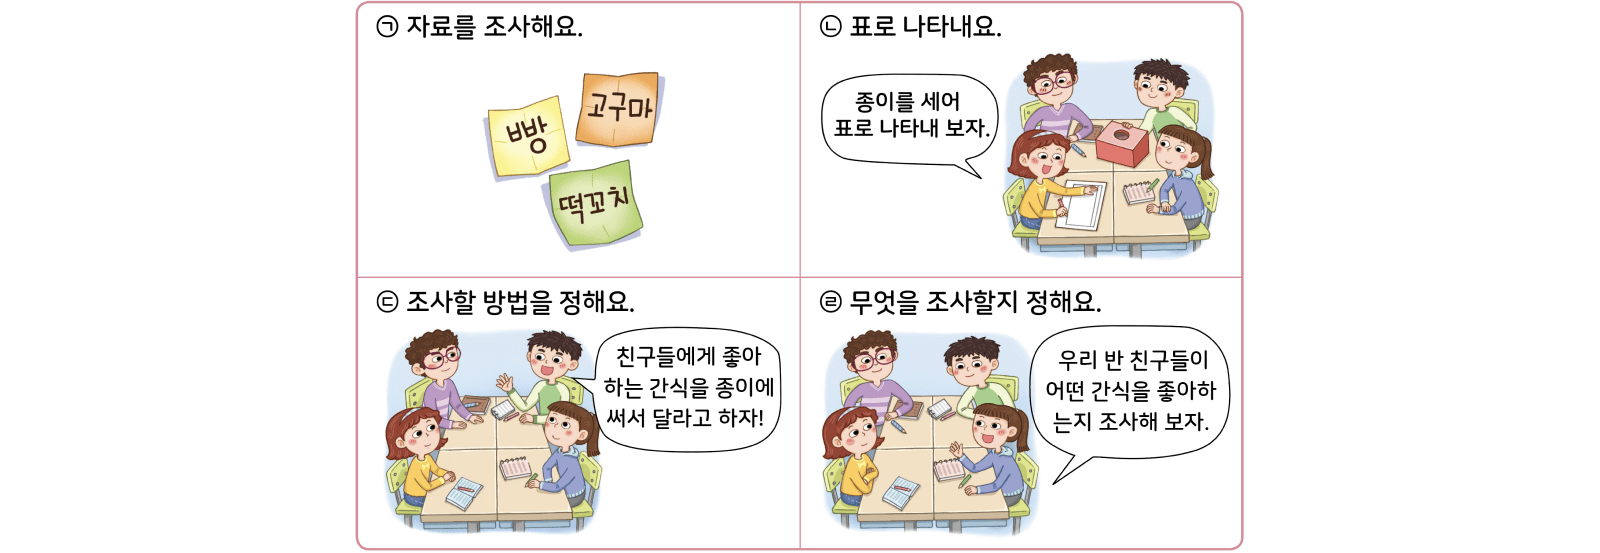 ㉠ 자료를 조사해요.
빵
고구마
떡꼬치
㉡ 표로 나타내요.
종이를 세어
표로 나타내 보자.
㉢ 조사할 방법을 정해요.
친구들에게 좋아
하는 간식을 종이에
써서 달라고 하자!
㉣ 무엇을 조사할지 정해요.
우리 반 친구들이
어떤 간식을 좋아하
는지 조사해 보자.